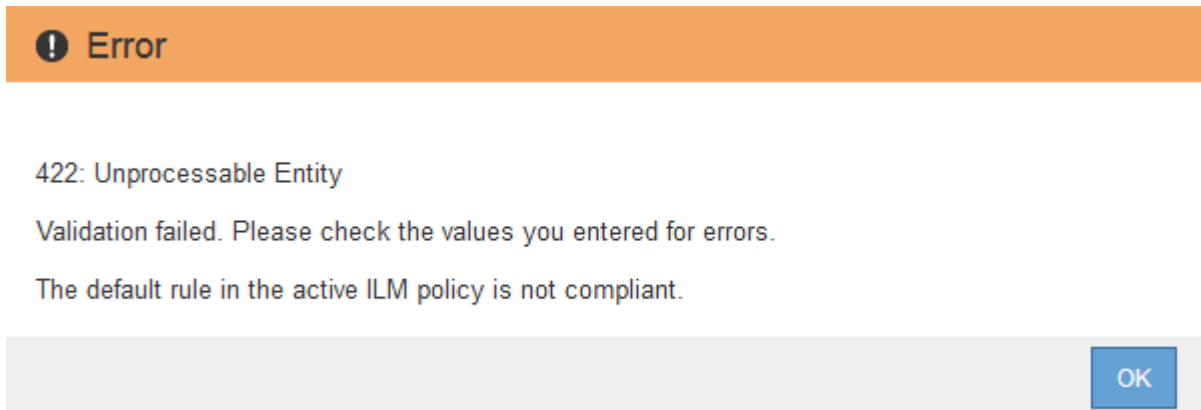 Error
422: Unprocessable Entity
Validation failed. Please check the values you entered for errors.
The default rule in the active ILM policy is not compliant.
OK